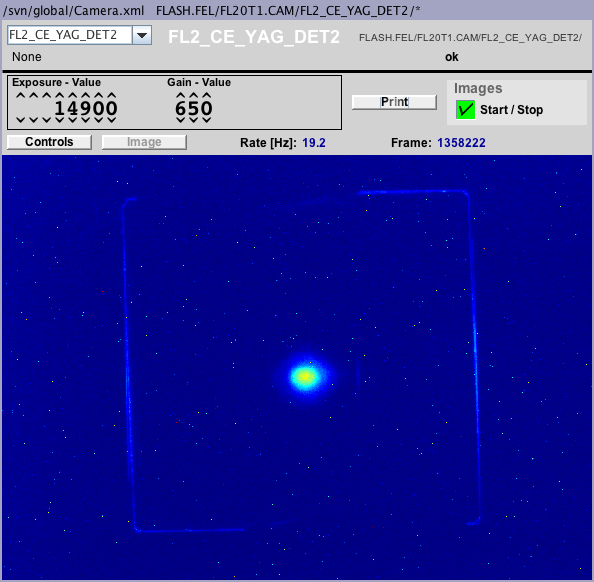 /svn/global/Camera.xml FLASH.FEL/FL20T1.CAM/FL2_CE_YAG_DET2/*
FL2_CE_YAG_DET2 FL2_CE_YAG_DET2 FLASH.FEL/FL20T1.CAM/FL2_CE_YAG_DET2/
None ok
Exposure - Value Gain - Value Images
14900 650 Print Start / Stop
Controls Image Rate [Hz]: 19.2 Frame: 1358222